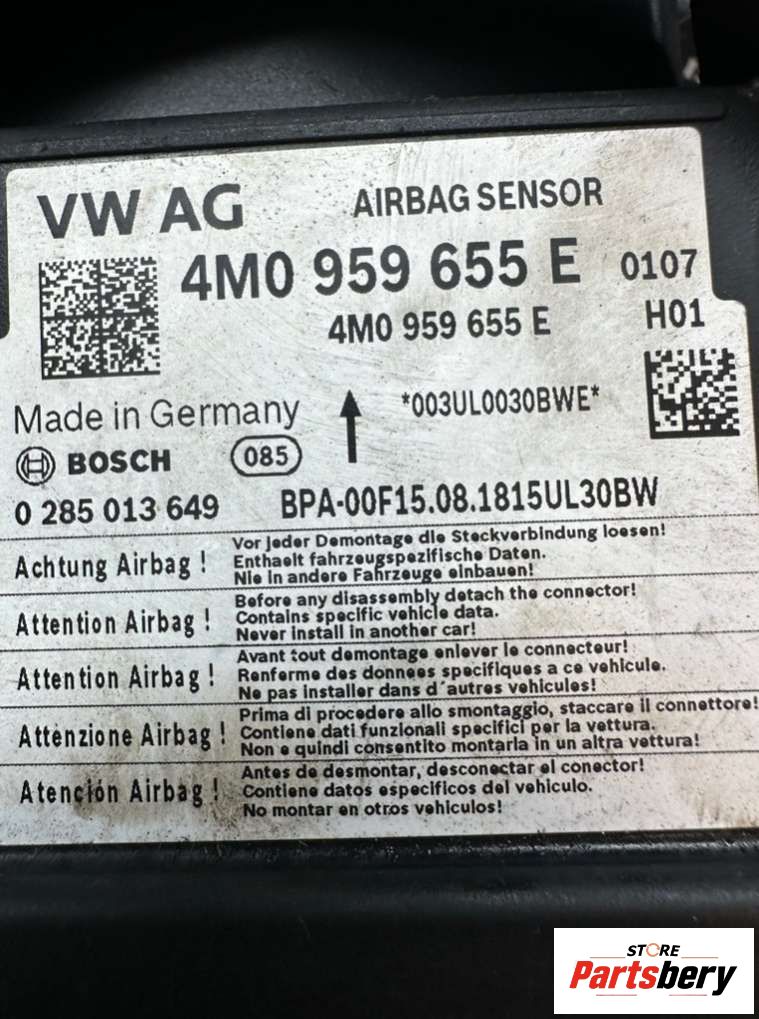 VW AG
AIRBAG SENSOR
4M0 959 655 E 0107
4M0 959 655 E H01
Made in Germany
*003UL0030BWE*
BOSCH 085
0 285 013 649 BPA-00F15.08.1815UL30BW
Achtung Airbag !
Vor jeder Demontage die Steckverbindung loesen!
Enthaelt fahrzeugspezifische Daten.
Nie in andere Fahrzeuge einbauen!
Attention Airbag !
Before any disassembly detach the connector!
Contains specific vehicle data.
Never install in another car!
Attention Airbag !
Avant tout demontage enlever le connecteur!
Renferme des donnees specifiques a ce vehicule.
Ne pas installer dans d´autres vehicules!
Attenzione Airbag !
Prima di procedere allo smontaggio, staccare il connettore!
Contiene dati funzionali specifici per la vettura.
Non e quindi consentito montarla in un altra vettura!
Atención Airbag !
Antes de desmontar, desconectar el conector!
Contiene datos especificos del vehiculo.
No montar en otros vehiculos!
STORE
Partsbery